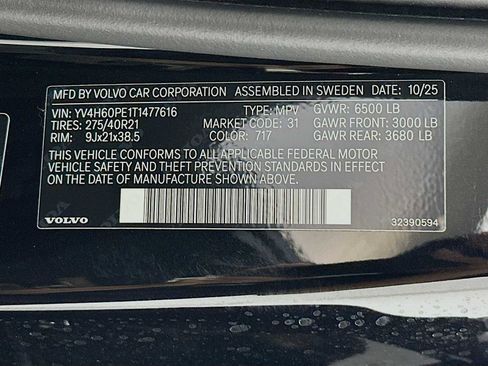 MFD BY VOLVO CAR CORPORATION ASSEMBLED IN SWEDEN DATE: 10/25
VIN: YV4H60PE1T1477616 TYPE: MPV GVWR: 6500 LB
TIRES: 275/40R21 MARKET CODE: 31 GAWR FRONT: 3000 LB
RIM: 9Jx21x38.5 COLOR: 717 GAWR REAR: 3680 LB
THIS VEHICLE CONFORMS TO ALL APPLICABLE FEDERAL MOTOR
VEHICLE SAFETY AND THEFT PREVENTION STANDARDS IN EFFECT ON
THE DATE OF MANUFACTURE SHOWN ABOVE.
VOLVO 32390594